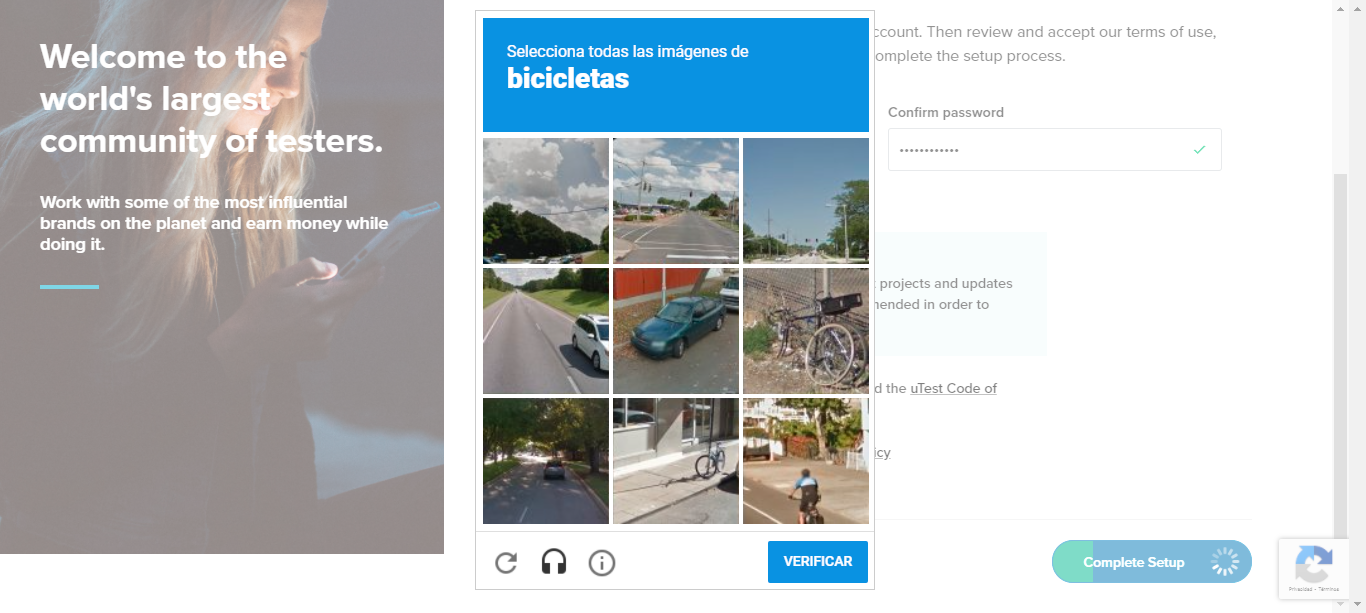 Welcome to the
world's largest
community of testers.
Work with some of the most influential
brands on the planet and earn money while
doing it.
Selecciona todas las imágenes de
bicicletas
VERIFICAR
ccount. Then review and accept our terms of use,
omplete the setup process.
Confirm password
••••••••••••
projects and updates
nended in order to
d the uTest Code of
icy
Complete Setup
Privacidad - Términos